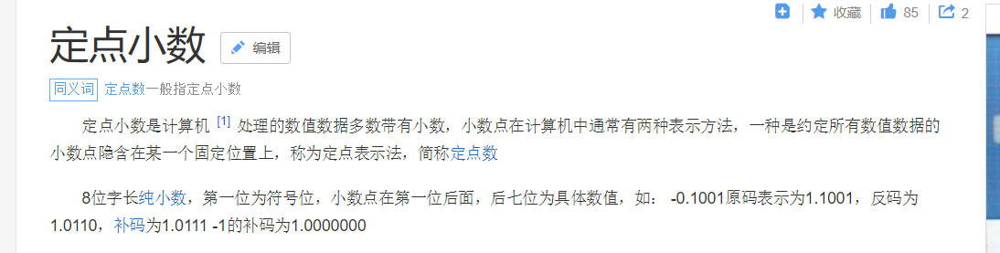 收藏 85 2
定点小数 编辑
同义词 定点数一般指定点小数
定点小数是计算机 [1] 处理的数值数据多数带有小数，小数点在计算机中通常有两种表示方法，一种是约定所有数值数据的
小数点隐含在某一个固定位置上，称为定点表示法，简称定点数
8位字长纯小数，第一位为符号位，小数点在第一位后面，后七位为具体数值，如： -0.1001原码表示为1.1001，反码为
1.0110，补码为1.0111 -1的补码为1.0000000